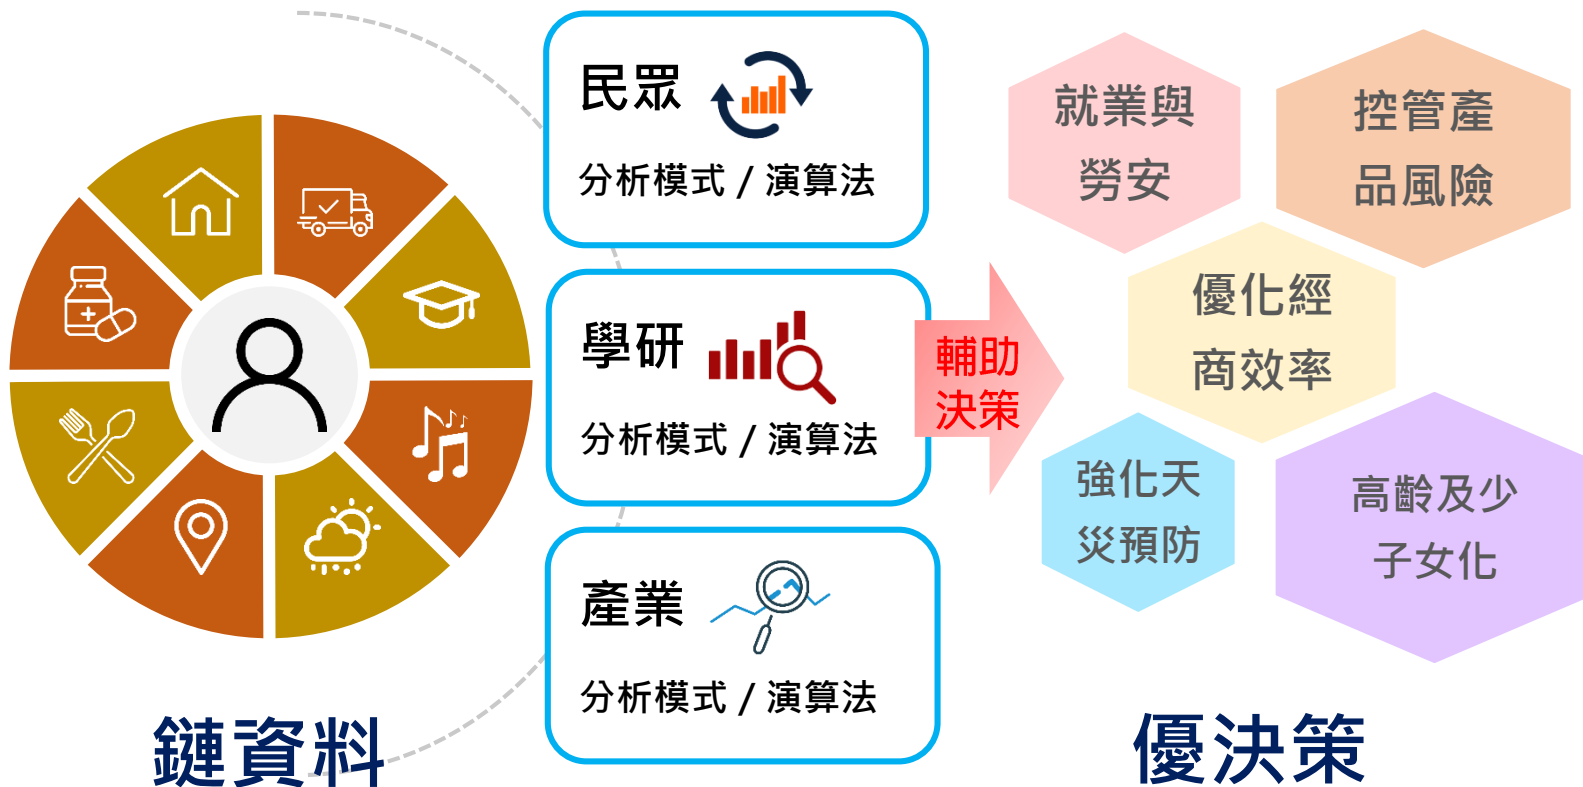 民眾
分析模式 / 演算法
學研
分析模式 / 演算法
產業
分析模式 / 演算法
輔助
決策
就業與
勞安
控管產
品風險
優化經
商效率
強化天
災預防
高齡及少
子女化
鏈資料
優決策